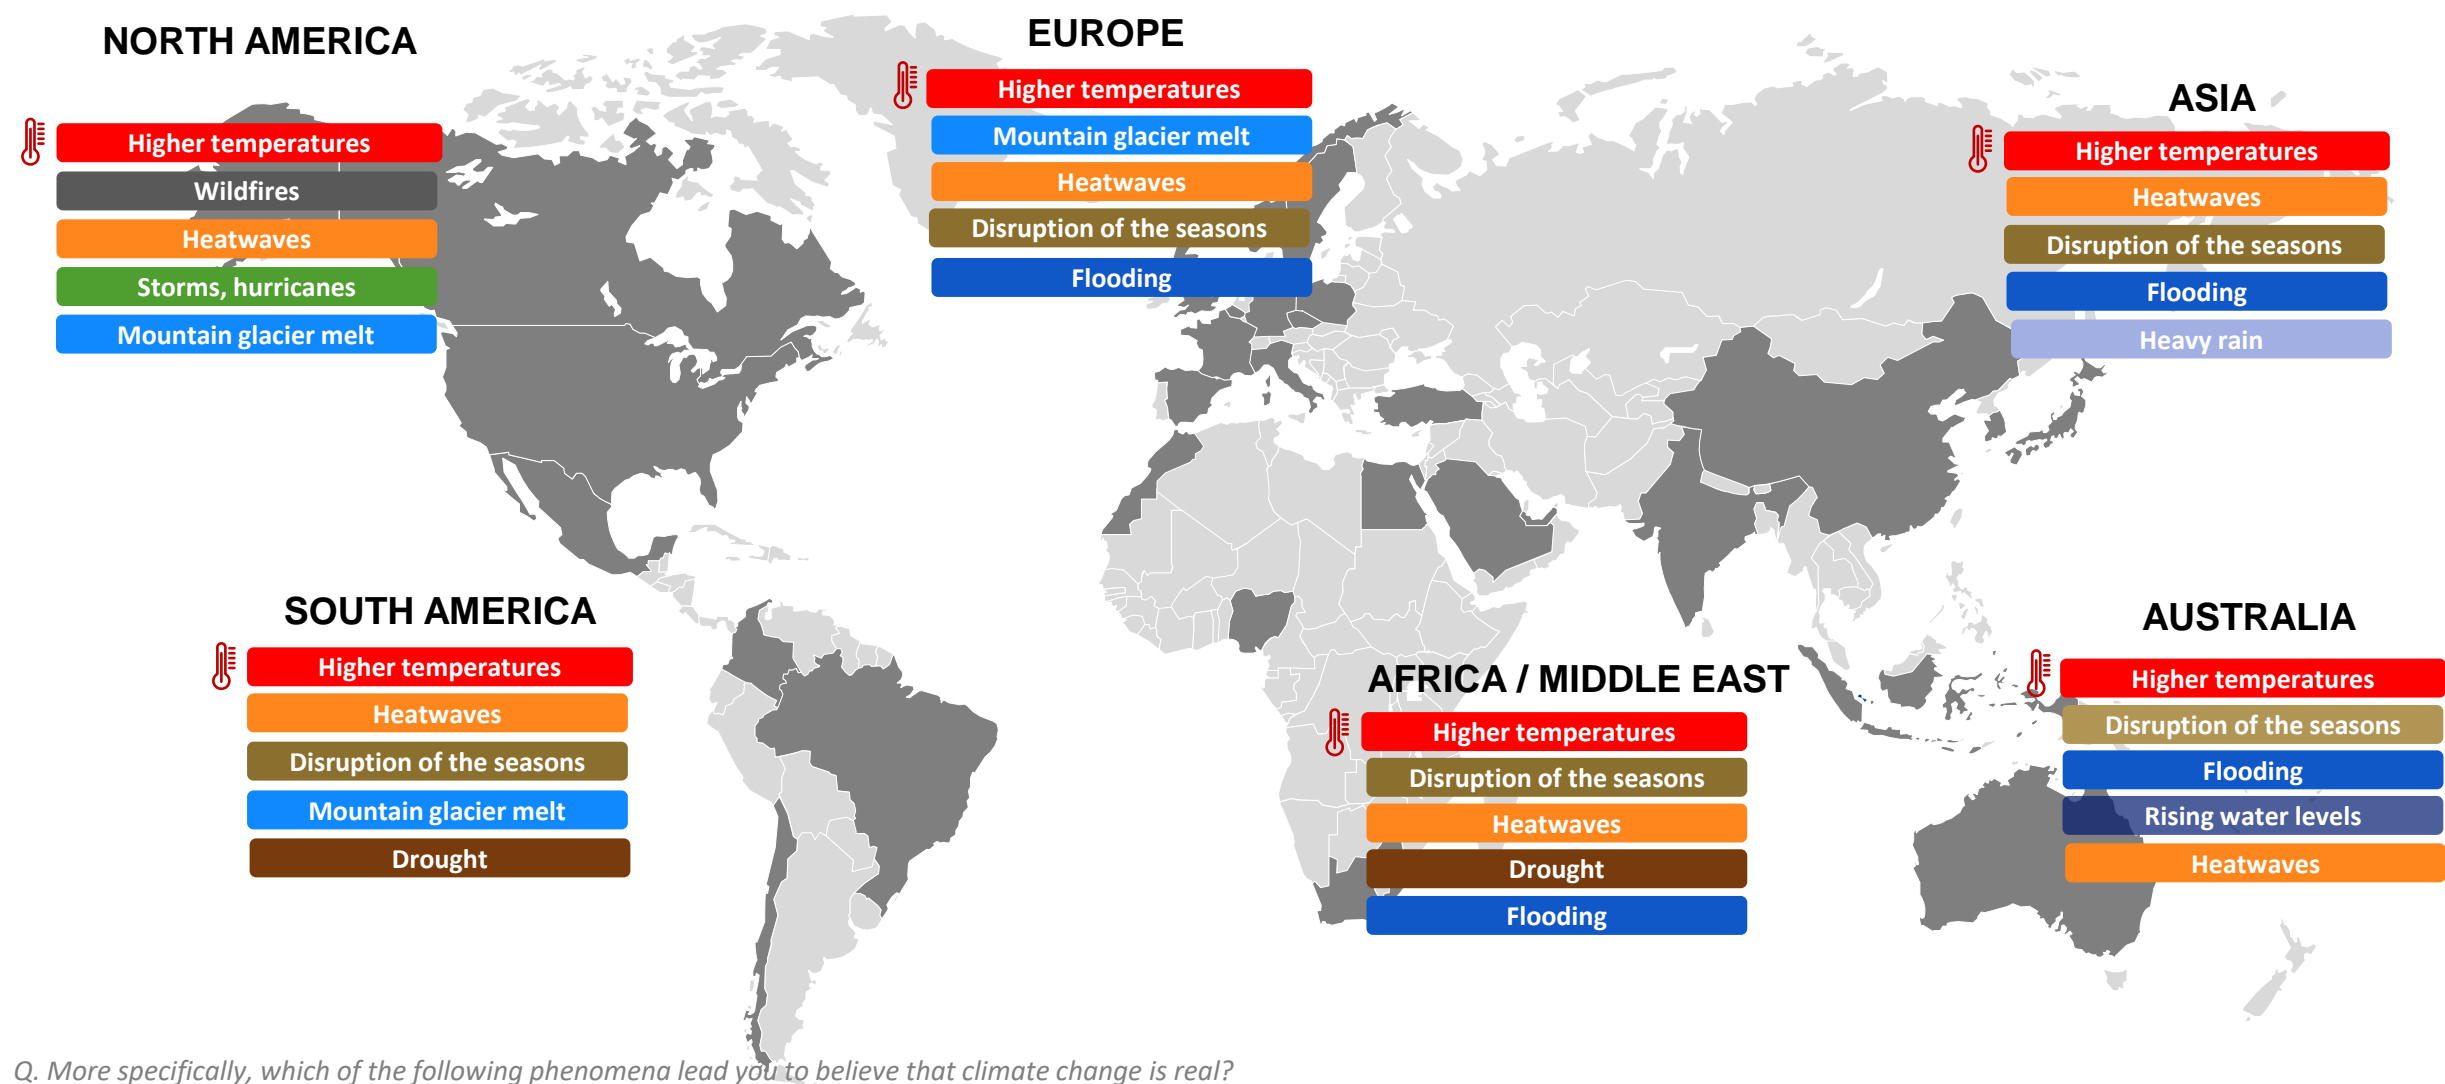 NORTH AMERICA
Higher temperatures
Wildfires
Heatwaves
Storms, hurricanes
Mountain glacier melt
EUROPE
Higher temperatures
Mountain glacier melt
Heatwaves
Disruption of the seasons
Flooding
ASIA
Higher temperatures
Heatwaves
Disruption of the seasons
Flooding
Heavy rain
SOUTH AMERICA
Higher temperatures
Heatwaves
Disruption of the seasons
Mountain glacier melt
Drought
AFRICA / MIDDLE EAST
Higher temperatures
Disruption of the seasons
Heatwaves
Drought
Flooding
AUSTRALIA
Higher temperatures
Disruption of the seasons
Flooding
Rising water levels
Heatwaves
Q. More specifically, which of the following phenomena lead you to believe that climate change is real?